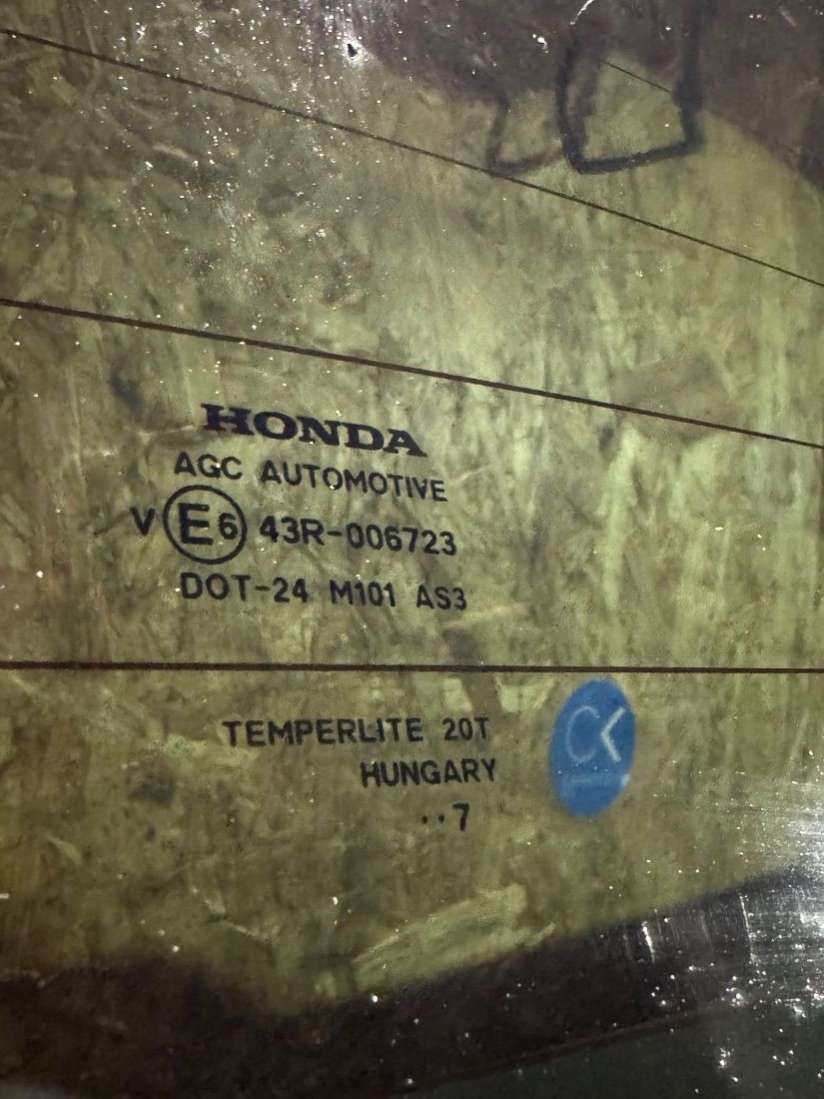 HONDA
AGC AUTOMOTIVE
V E6 43R-006723
DOT-24 M101 AS3
TEMPERLITE 20T
HUNGARY
··7